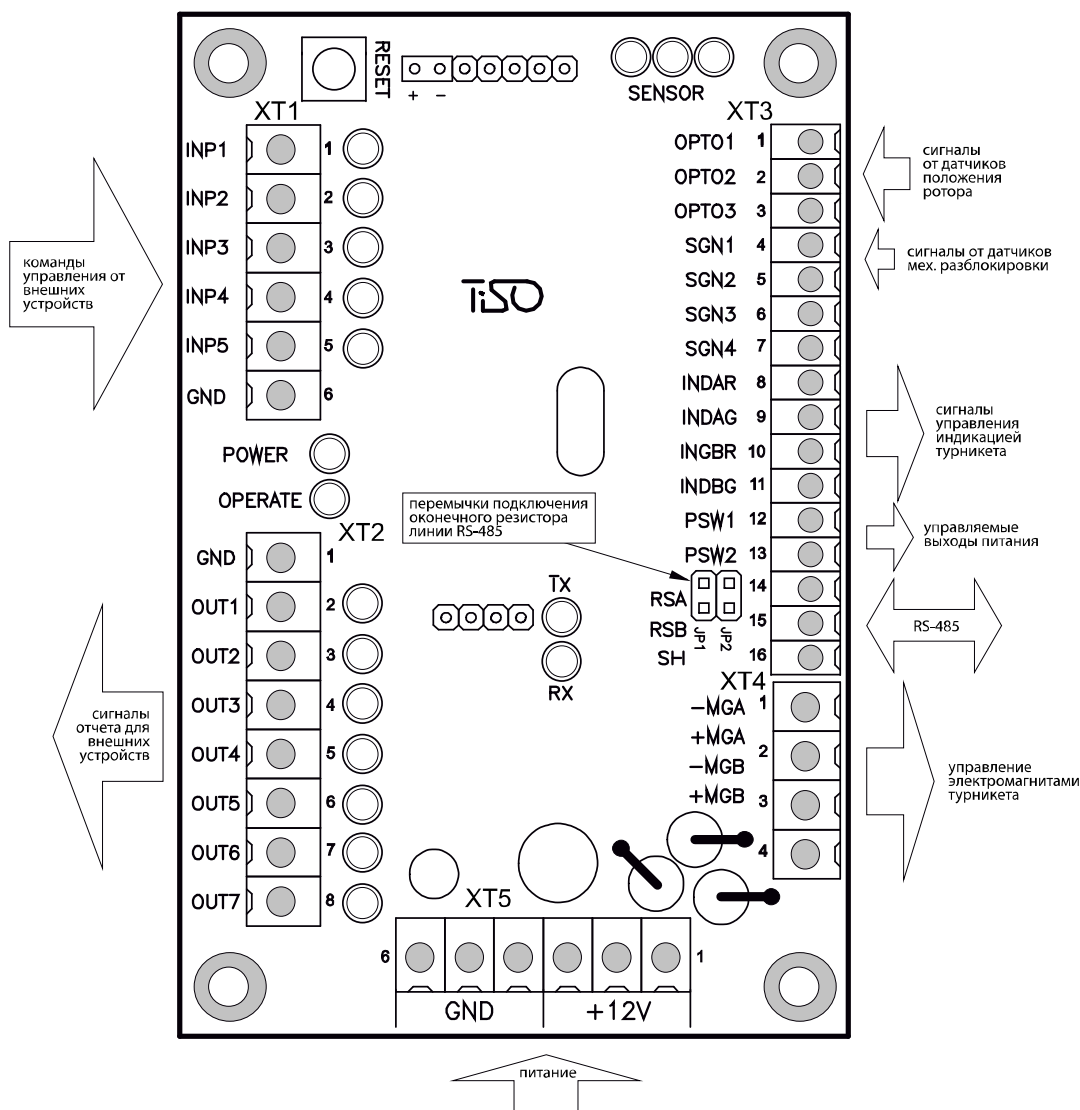 RESET
+ −
SENSOR
XT1
INP1 1
INP2 2
INP3 3
INP4 4
INP5 5
GND 6
команды
управления от
внешних
устройств
TiSO
XT3
OPTO1 1
OPTO2 2
OPTO3 3
SGN1 4
SGN2 5
SGN3 6
SGN4 7
INDAR 8
INDAG 9
INGBR 10
INDBG 11
PSW1 12
PSW2 13
14
RSA
15
RSB
16
SH
JP1
JP2
сигналы
от датчиков
положения
ротора
сигналы от датчиков
мех. разблокировки
сигналы
управления
индикацией
турникета
управляемые
выходы питания
RS-485
POWER
OPERATE
перемычки подключения
оконечного резистора
линии RS-485
XT2
GND 1
OUT1 2
OUT2 3
OUT3 4
OUT4 5
OUT5 6
OUT6 7
OUT7 8
сигналы
отчета для
внешних
устройств
TX
RX
XT4
−MGA 1
+MGA
2
−MGB
+MGB 3
4
управление
электромагнитами
турникета
XT5
6 1
GND +12V
питание